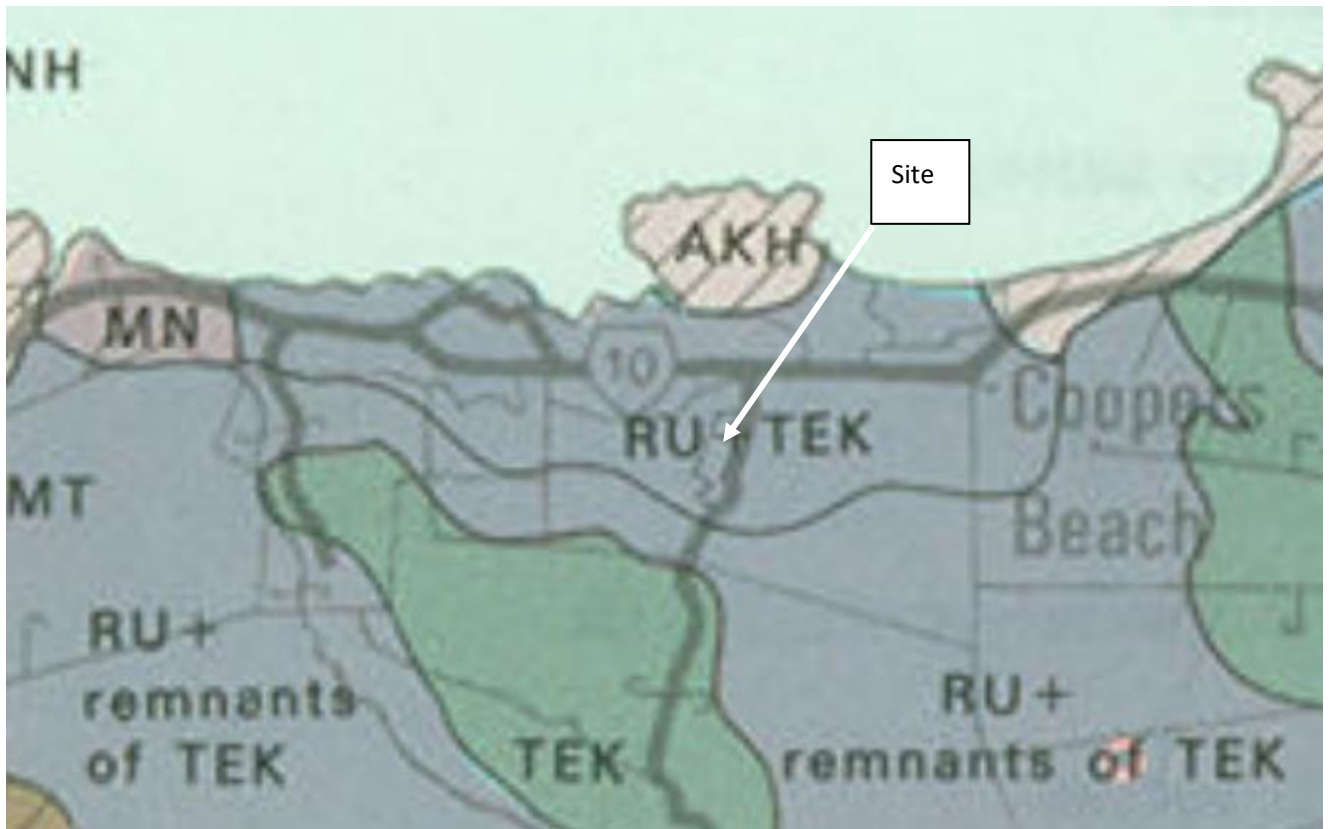 NH
Site
AKH
MN
10
RU+TEK
Coopers
Beach
MT
RU+
remnants
of TEK
TEK
RU+
remnants of TEK